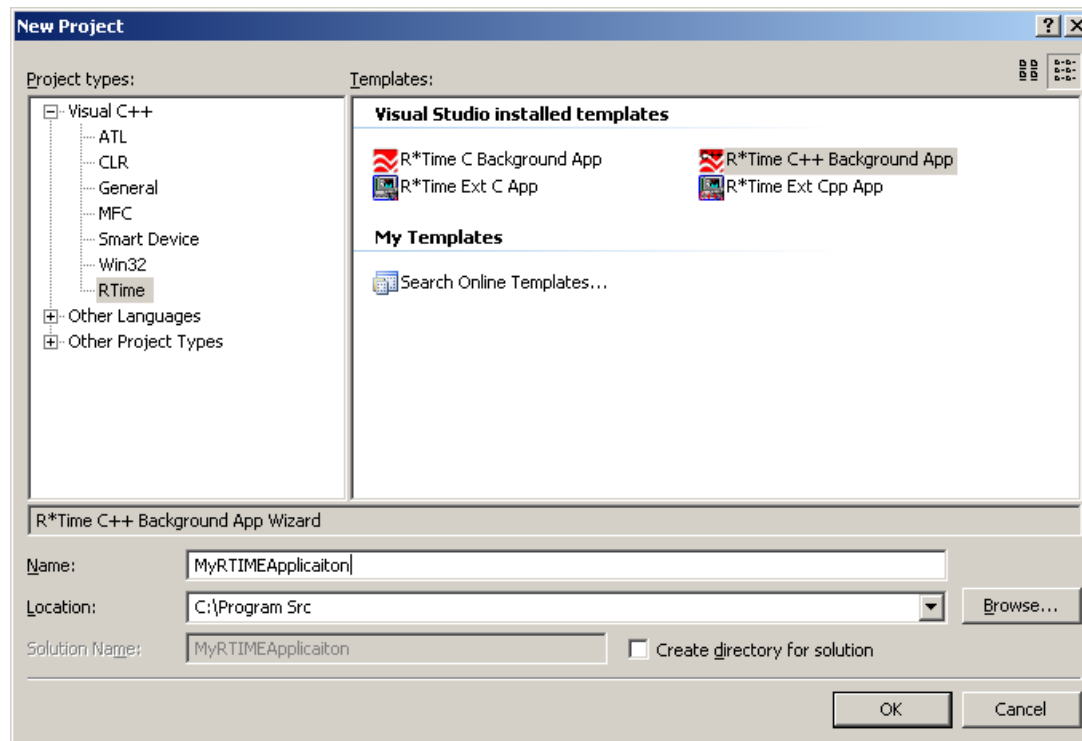 New Project
Project types:
Templates:
Visual C++
ATL
CLR
General
MFC
Smart Device
Win32
RTime
Other Languages
Other Project Types
Visual Studio installed templates
R*Time C Background App
R*Time C++ Background App
R*Time Ext C App
R*Time Ext Cpp App
My Templates
Search Online Templates...
R*Time C++ Background App Wizard
Name:
MyRTIMEApplicaiton
Location:
C:\Program Src
Browse...
Solution Name:
MyRTIMEApplicaiton
Create directory for solution
OK
Cancel